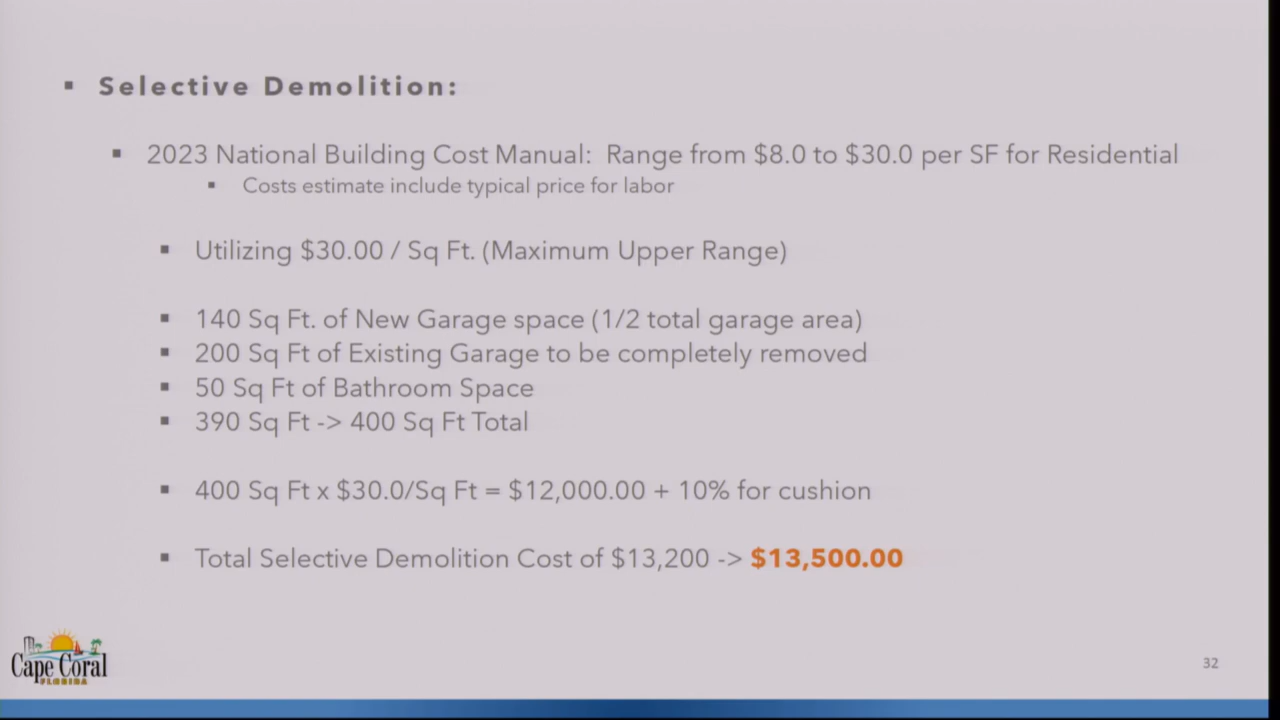 Selective Demolition:
2023 National Building Cost Manual: Range from $8.0 to $30.0 per SF for Residential
Costs estimate include typical price for labor
Utilizing $30.00 / Sq Ft. (Maximum Upper Range)
140 Sq Ft. of New Garage space (1/2 total garage area)
200 Sq Ft of Existing Garage to be completely removed
50 Sq Ft of Bathroom Space
390 Sq Ft -> 400 Sq Ft Total
400 Sq Ft x $30.0/Sq Ft = $12,000.00 + 10% for cushion
Total Selective Demolition Cost of $13,200 -> $13,500.00
Cape Coral
FLORIDA
32